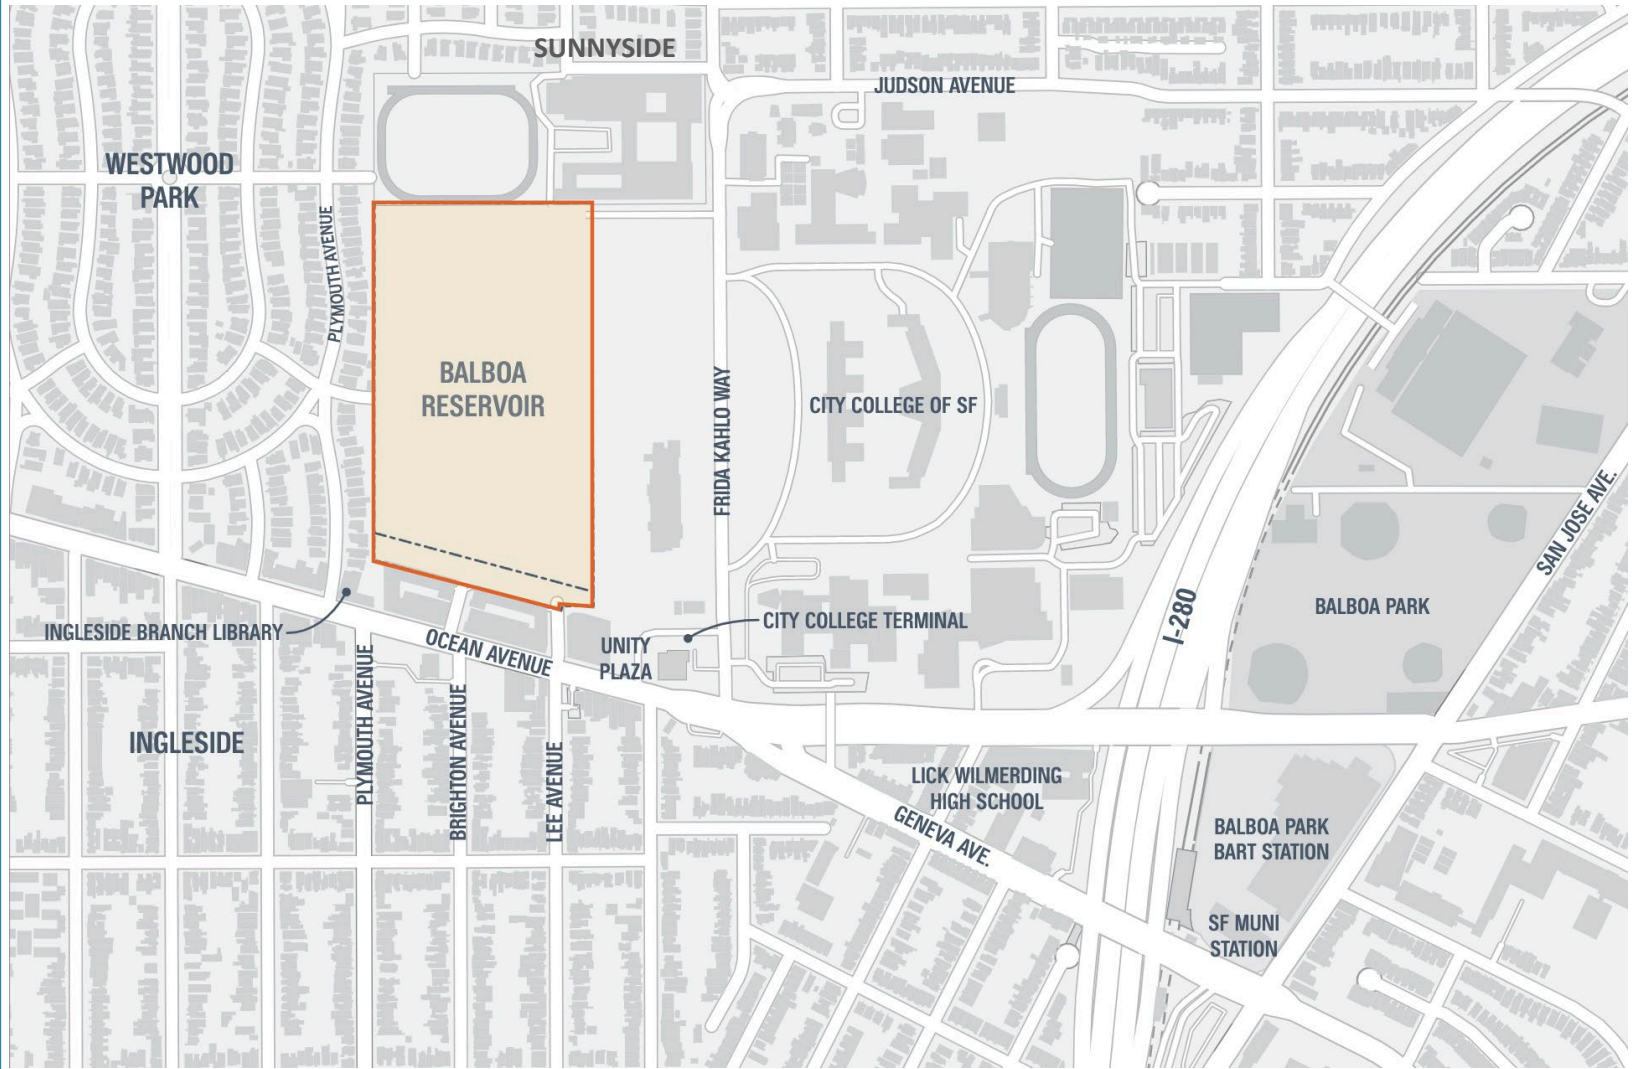 SUNNYSIDE
JUDSON AVENUE
WESTWOOD
PARK
PLYMOUTH AVENUE
BALBOA
RESERVOIR
FRIDA KAHLO WAY
CITY COLLEGE OF SF
SAN JOSE AVE.
I-280
BALBOA PARK
INGLESIDE BRANCH LIBRARY
OCEAN AVENUE
UNITY
PLAZA
CITY COLLEGE TERMINAL
PLYMOUTH AVENUE
BRIGHTON AVENUE
LEE AVENUE
INGLESIDE
LICK WILMERDING
HIGH SCHOOL
GENEVA AVE.
BALBOA PARK
BART STATION
SF MUNI
STATION